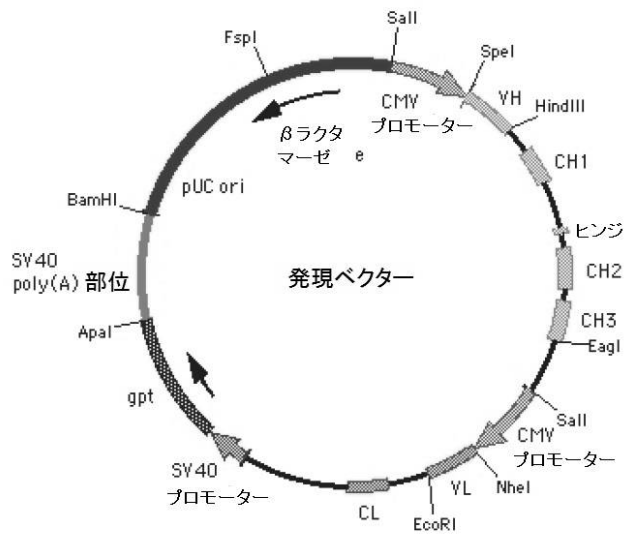 SalI
FspI
SpeI
CMV
プロモーター
VH
HindIII
βラクタ
マーゼ e
CH1
pUC ori
BamHI
ヒンジ
SV40
poly(A) 部位
発現ベクター
CH2
CH3
ApaI
EagI
gpt
SalI
CMV
プロモーター
SV40
プロモーター
NheI
VL
CL
EcoRI